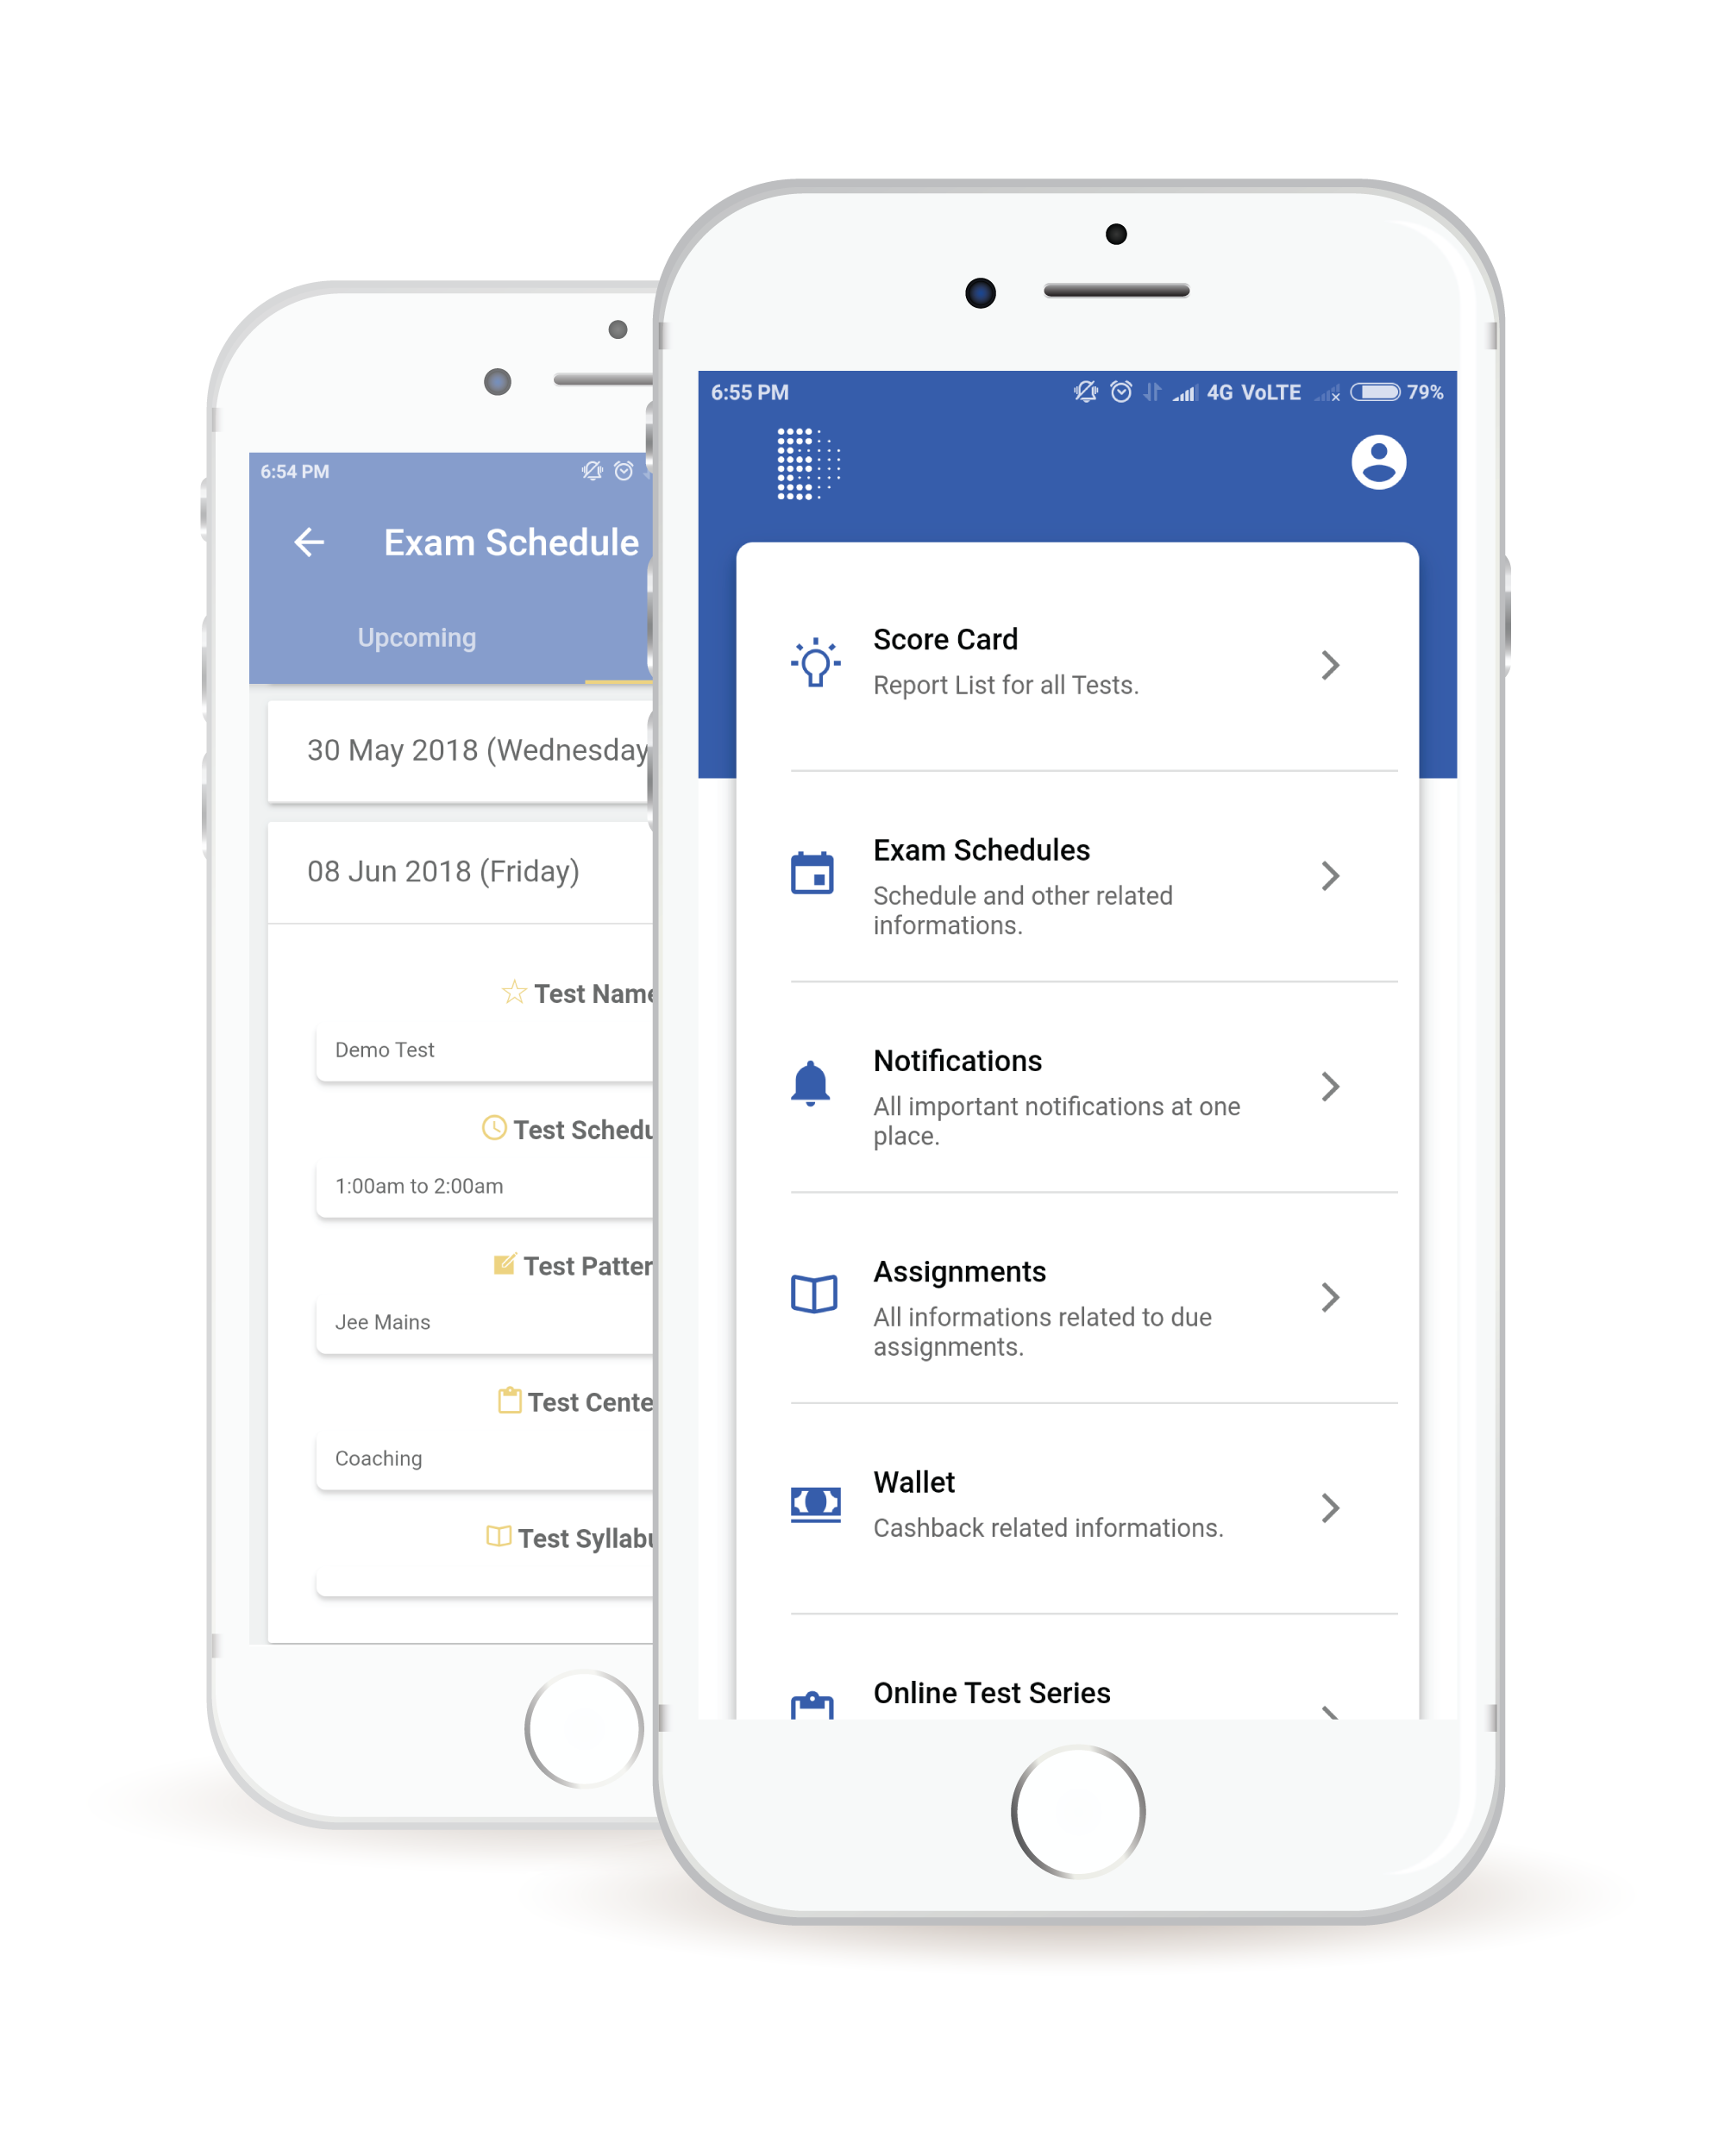 6:54 PM
Exam Schedule
Upcoming
30 May 2018 (Wednesday
08 Jun 2018 (Friday)
Test Name
Demo Test
Test Schedu
1:00am to 2:00am
Test Patter
Jee Mains
Test Cente
Coaching
Test Syllabu
6:55 PM 4G VoLTE 79%
Score Card
Report List for all Tests.
Exam Schedules
Schedule and other related
informations.
Notifications
All important notifications at one
place.
Assignments
All informations related to due
assignments.
Wallet
Cashback related informations.
Online Test Series